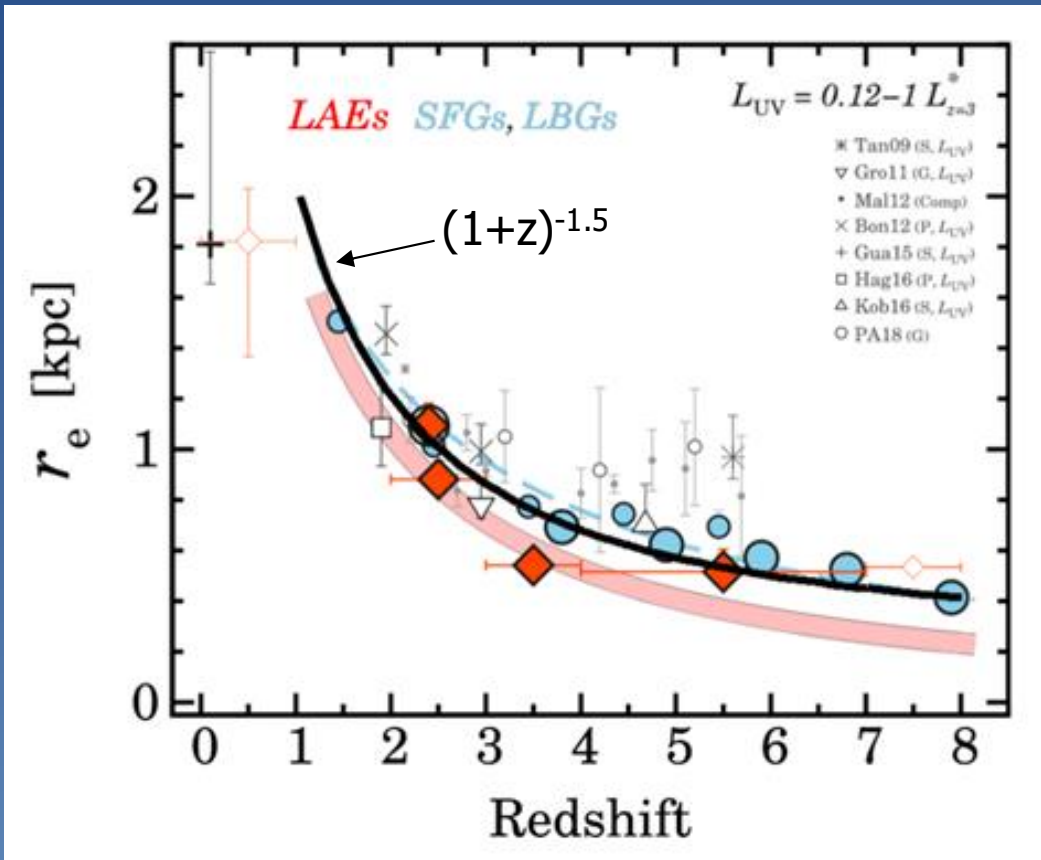 LAEs SFGs, LBGs
L_UV = 0.12–1 L*_z=3
Tan09 (S, L_UV)
Gro11 (G, L_UV)
Mal12 (Comp)
Bon12 (P, L_UV)
Gua15 (S, L_UV)
Hag16 (P, L_UV)
Kob16 (S, L_UV)
PA18 (G)
(1+z)^-1.5
2
1
0
r_e [kpc]
0 1 2 3 4 5 6 7 8
Redshift